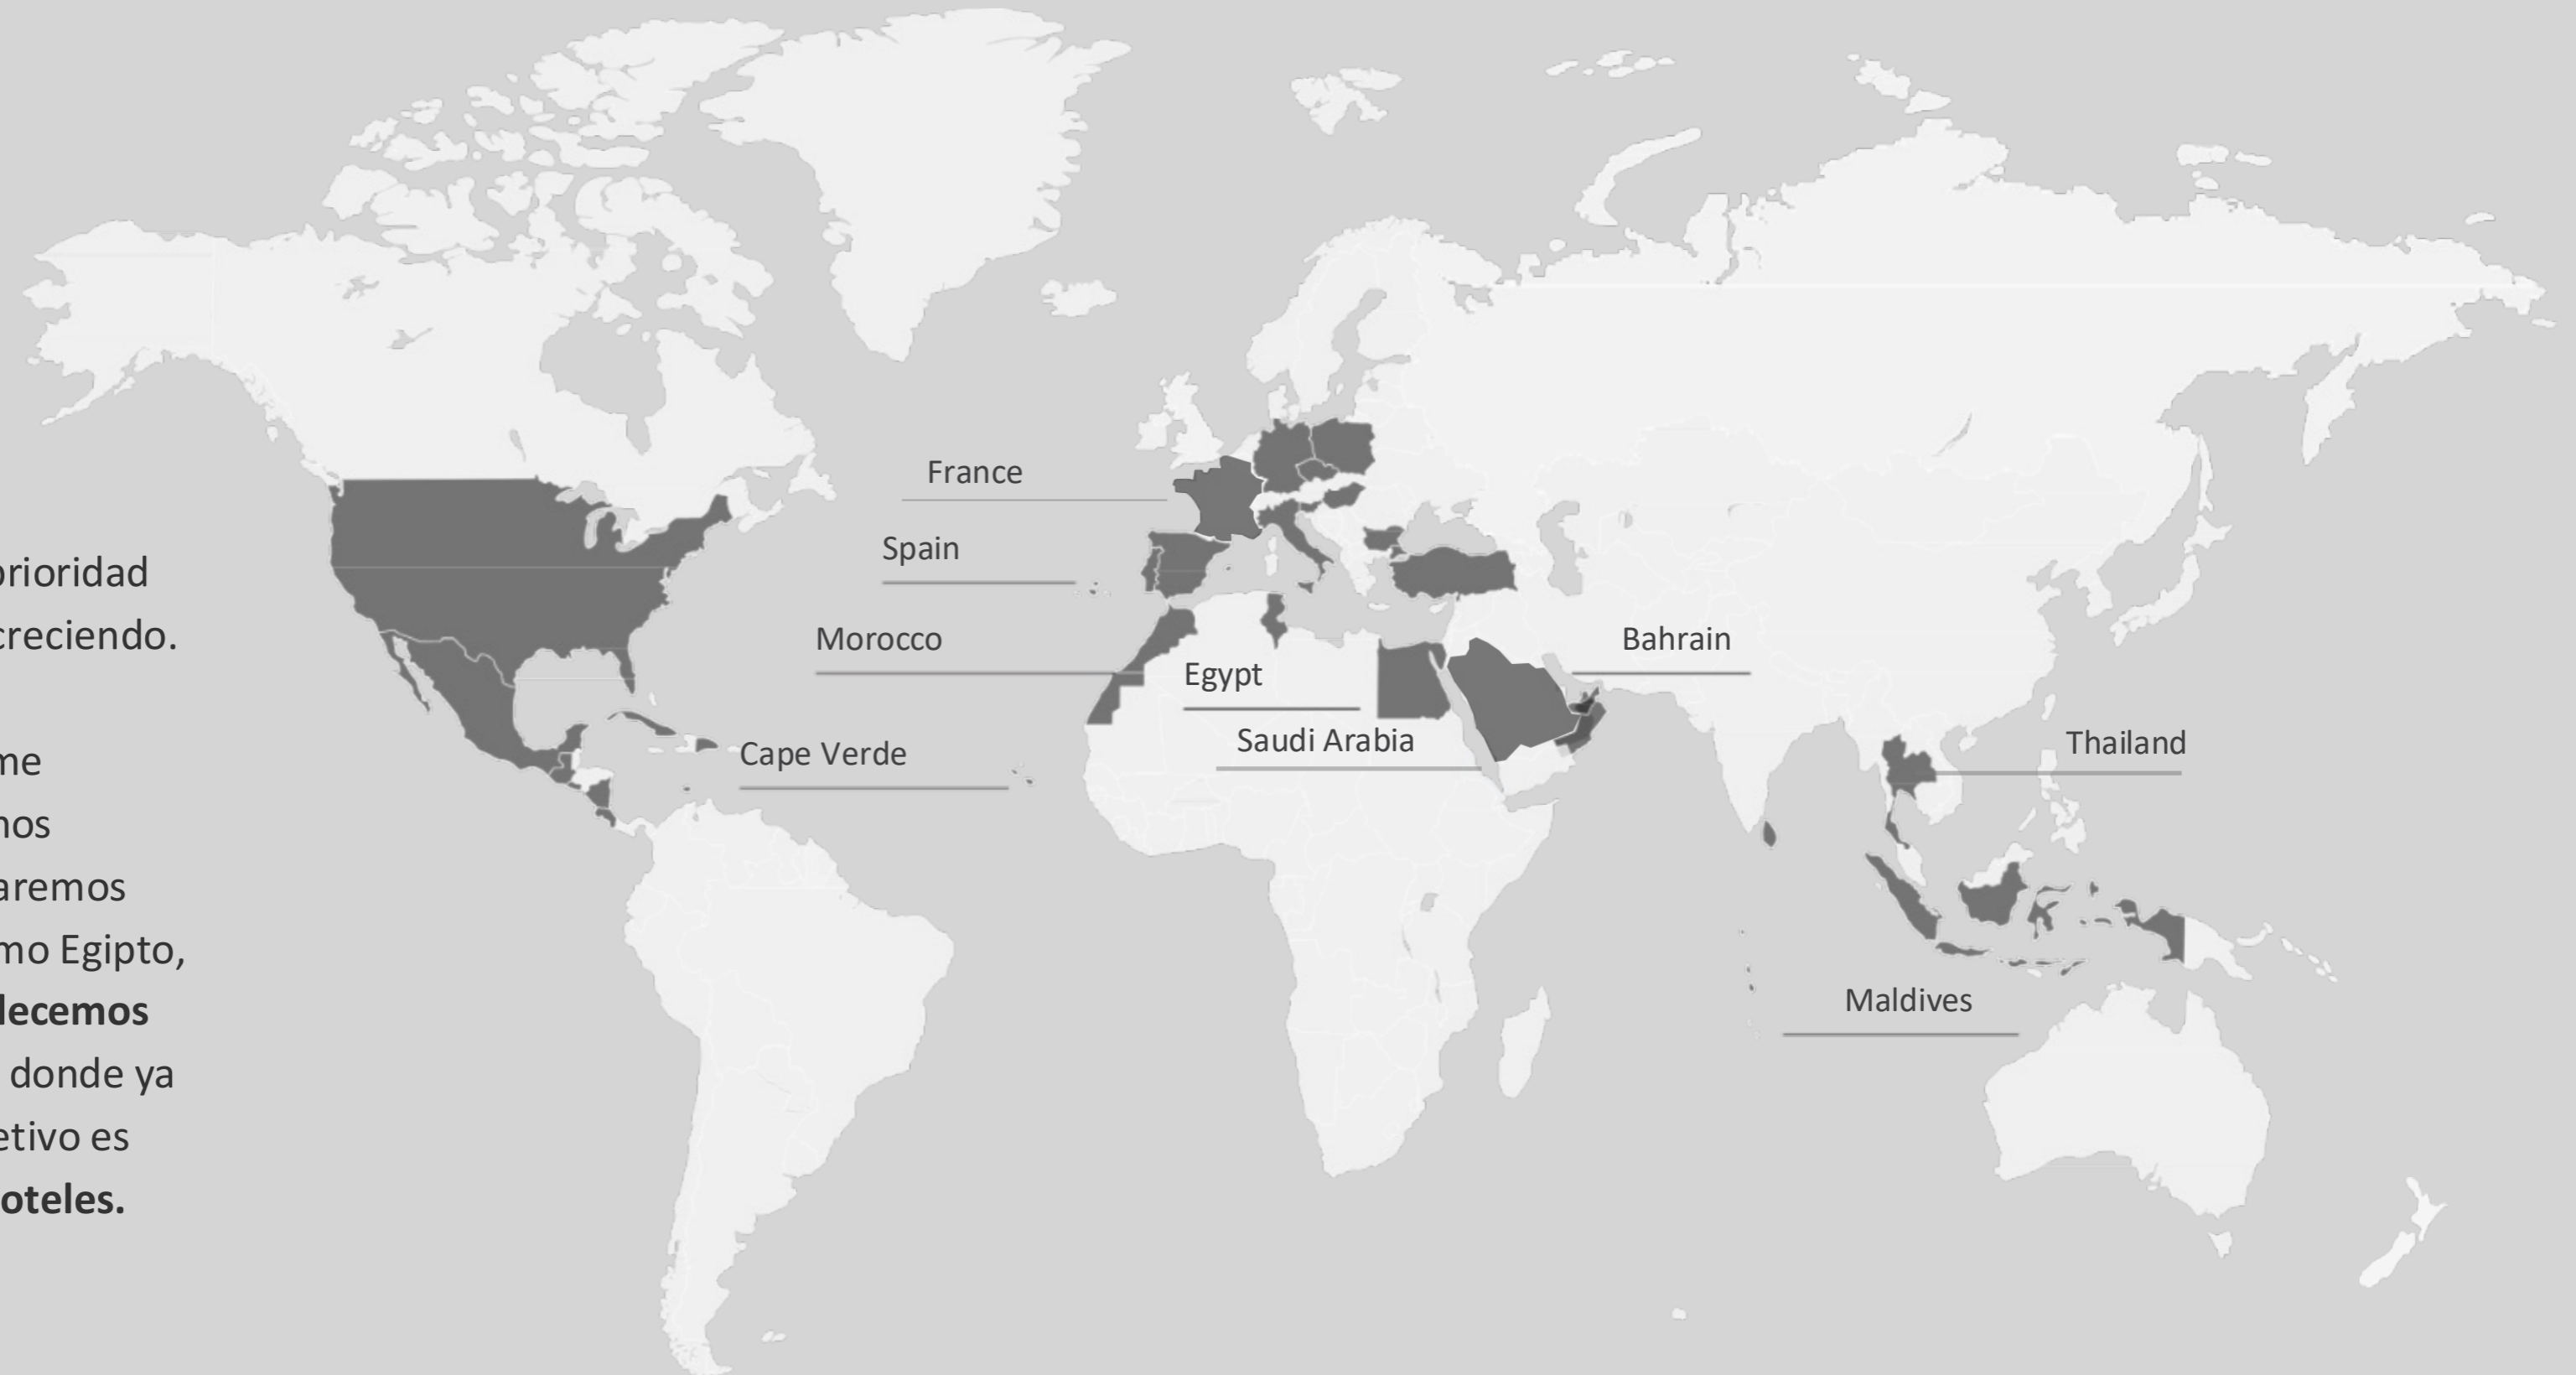 prioridad
creciendo.
me
nos
aremos
mo Egipto,
lecemos
donde ya
etivo es
oteles.
France
Spain
Morocco
Egypt
Bahrain
Saudi Arabia
Cape Verde
Thailand
Maldives